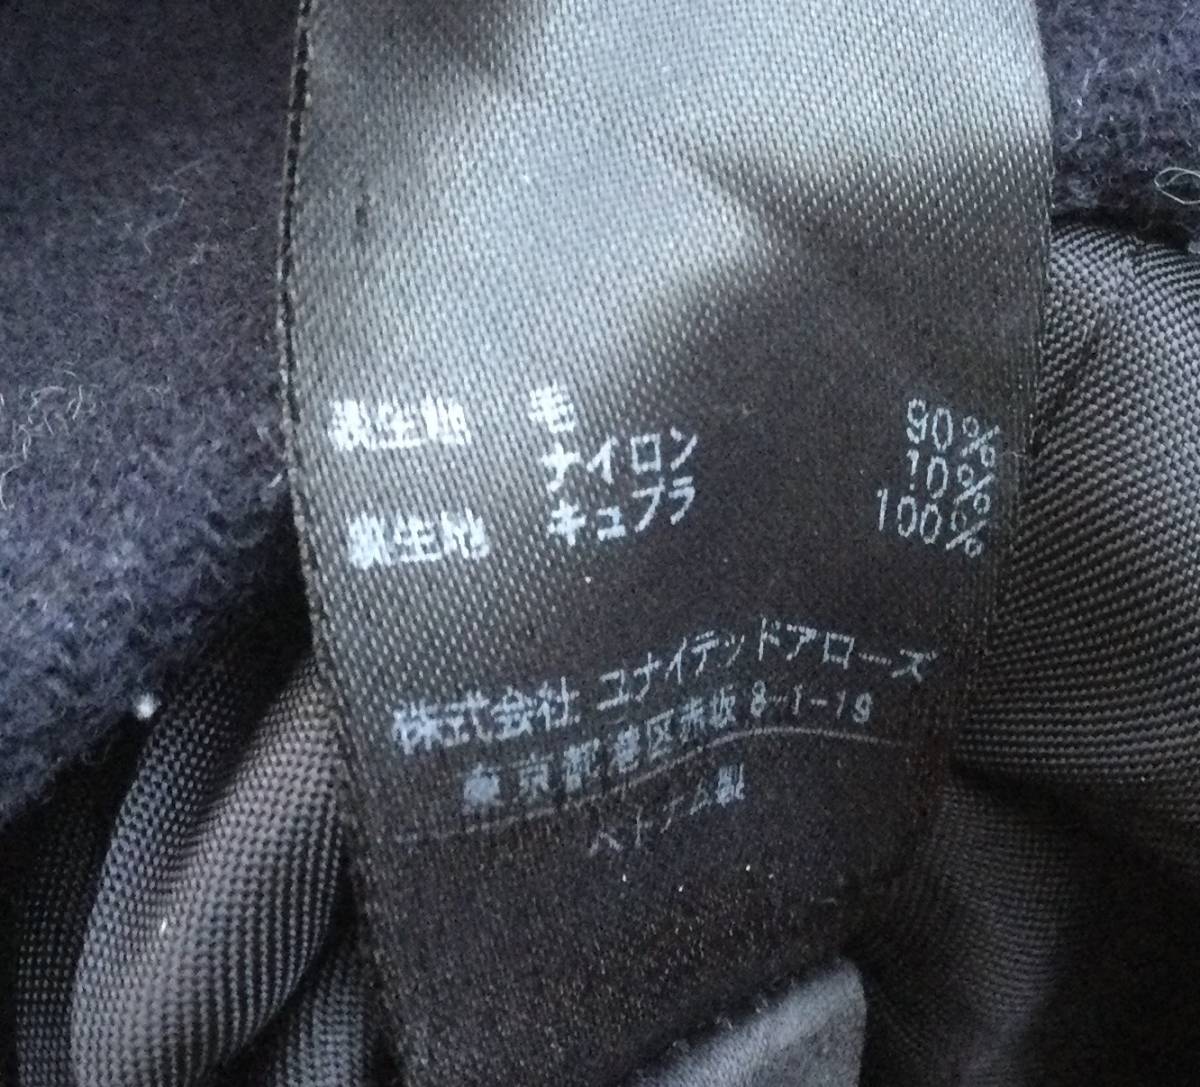 表生地 毛 90%
ナイロン 10%
裏生地 キュプラ 100%
株式会社 ユナイテッドアローズ
東京都港区赤坂 8-1-19
ベトナム製